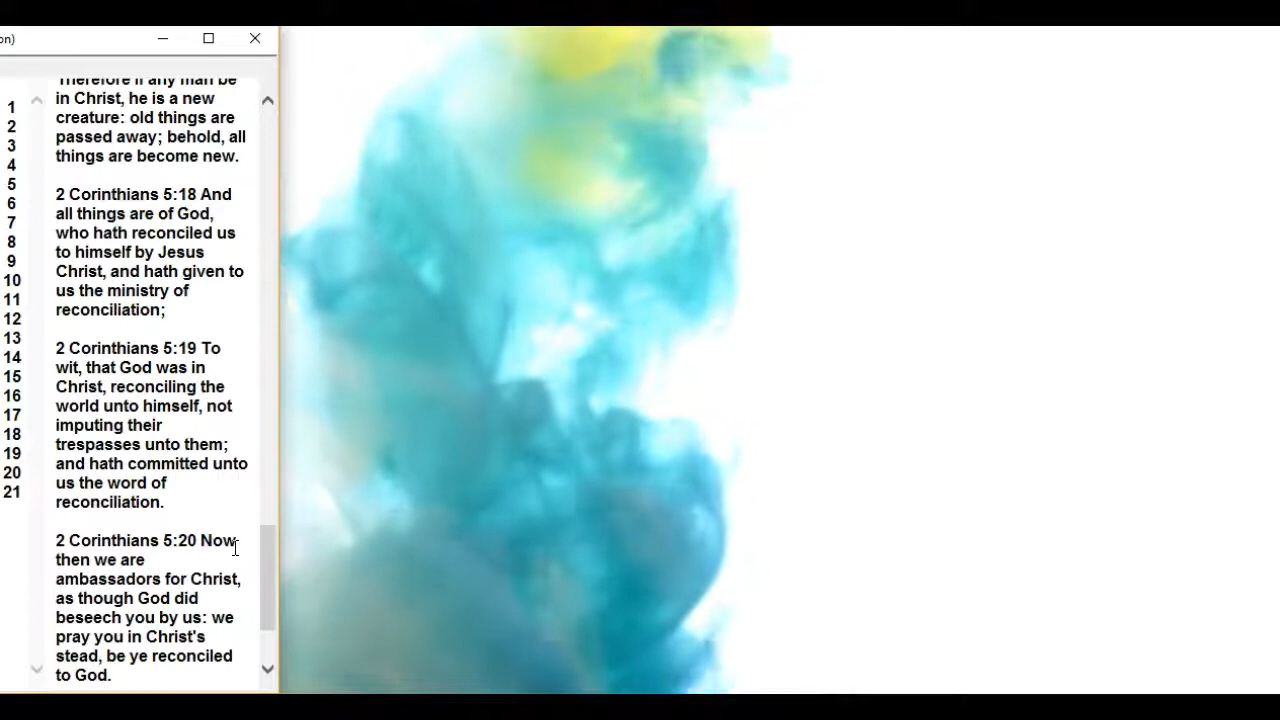 on)
1
2
3
4
5
6
7
8
9
10
11
12
13
14
15
16
17
18
19
20
21
Therefore if any man be
in Christ, he is a new
creature: old things are
passed away; behold, all
things are become new.
2 Corinthians 5:18 And
all things are of God,
who hath reconciled us
to himself by Jesus
Christ, and hath given to
us the ministry of
reconciliation;
2 Corinthians 5:19 To
wit, that God was in
Christ, reconciling the
world unto himself, not
imputing their
trespasses unto them;
and hath committed unto
us the word of
reconciliation.
2 Corinthians 5:20 Now
then we are
ambassadors for Christ,
as though God did
beseech you by us: we
pray you in Christ's
stead, be ye reconciled
to God.